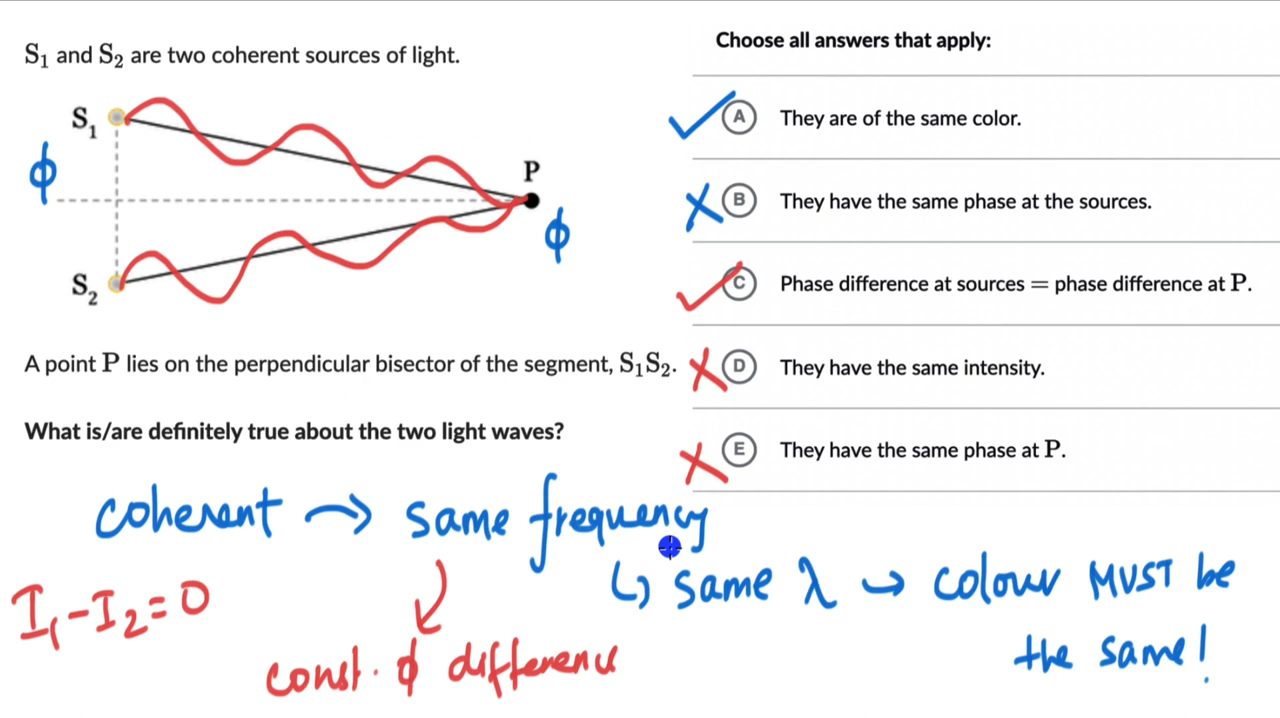 S₁ and S₂ are two coherent sources of light.
S₁
ϕ
P
ϕ
S₂
A point P lies on the perpendicular bisector of the segment, S₁S₂.
What is/are definitely true about the two light waves?
Choose all answers that apply:
A They are of the same color.
B They have the same phase at the sources.
C Phase difference at sources = phase difference at P.
D They have the same intensity.
E They have the same phase at P.
coherent → same frequency
↳ same λ → colour MUST be
the same!
I₁-I₂=0
const. ϕ difference